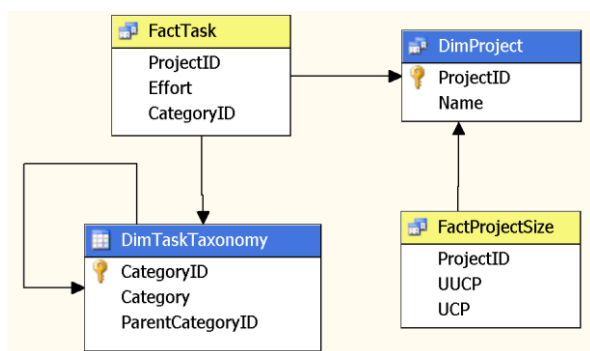 FactTask
ProjectID
Effort
CategoryID
DimProject
ProjectID
Name
DimTaskTaxonomy
CategoryID
Category
ParentCategoryID
FactProjectSize
ProjectID
UUCP
UCP